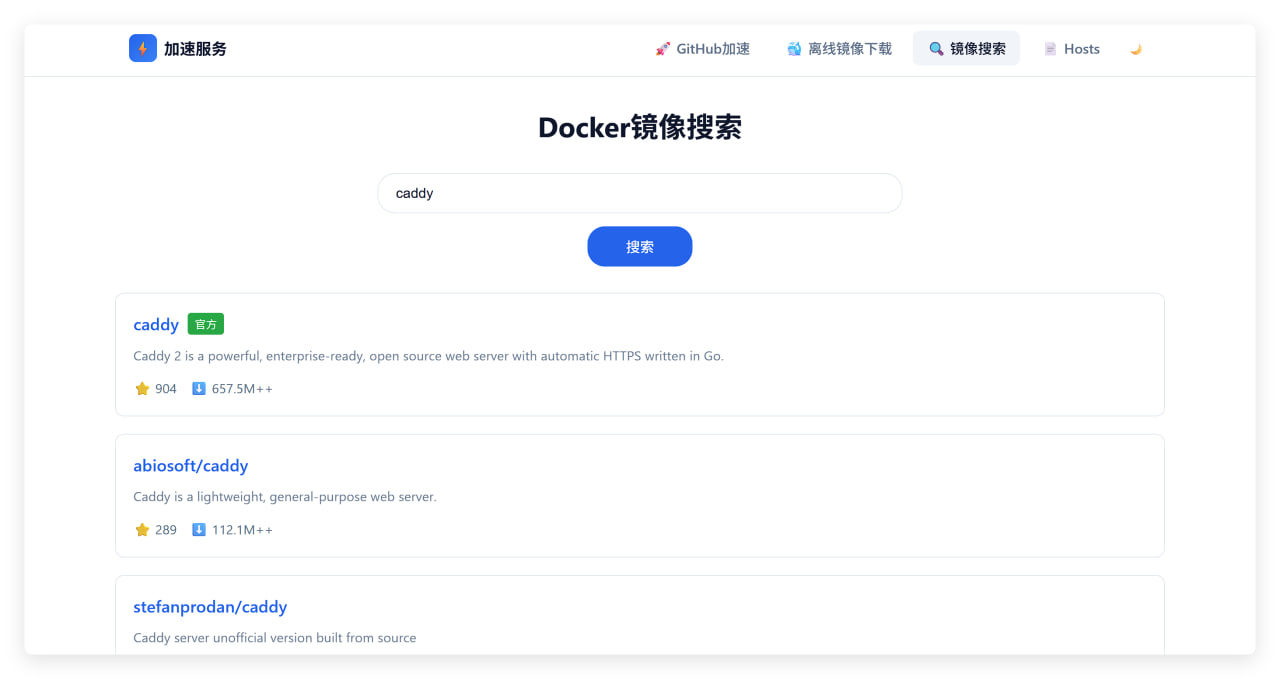 加速服务
GitHub加速
离线镜像下载
镜像搜索
Hosts
Docker镜像搜索
caddy
搜索
caddy 官方
Caddy 2 is a powerful, enterprise-ready, open source web server with automatic HTTPS written in Go.
904 657.5M++
abiosoft/caddy
Caddy is a lightweight, general-purpose web server.
289 112.1M++
stefanprodan/caddy
Caddy server unofficial version built from source